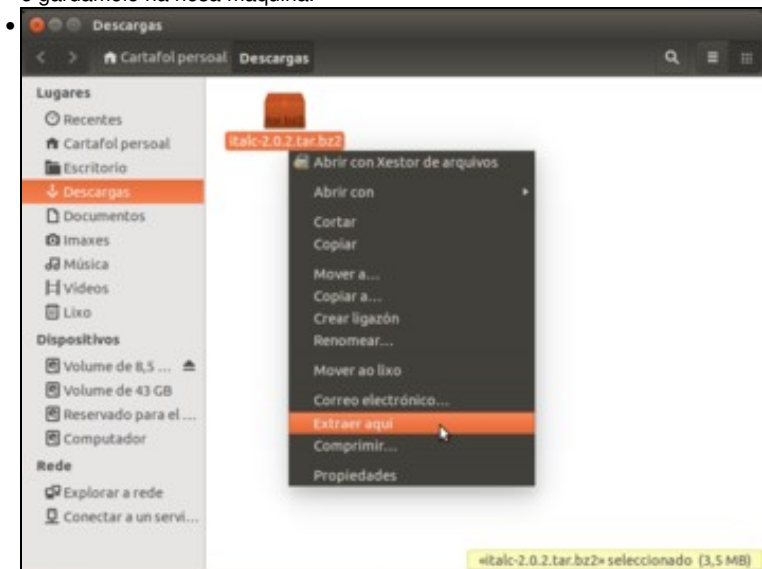 e gardámolo na nosa máquina.
Descargas
Cartafol persoal Descargas
Lugares
Recentes
Cartafol persoal
Escritorio
Descargas
Documentos
Imaxes
Música
Vídeos
Lixo
Dispositivos
Volume de 8,5 ...
Volume de 43 GB
Reservado para el ...
Computador
Rede
Explorar a rede
Conectar a un servi...
tar.bz2
italc-2.0.2.tar.bz2
Abrir con Xestor de arquivos
Abrir con
Cortar
Copiar
Mover a...
Copiar a...
Crear ligazón
Renomear...
Mover ao lixo
Correo electrónico...
Extraer aquí
Comprimir...
Propiedades
«italc-2.0.2.tar.bz2» seleccionado (3,5 MB)